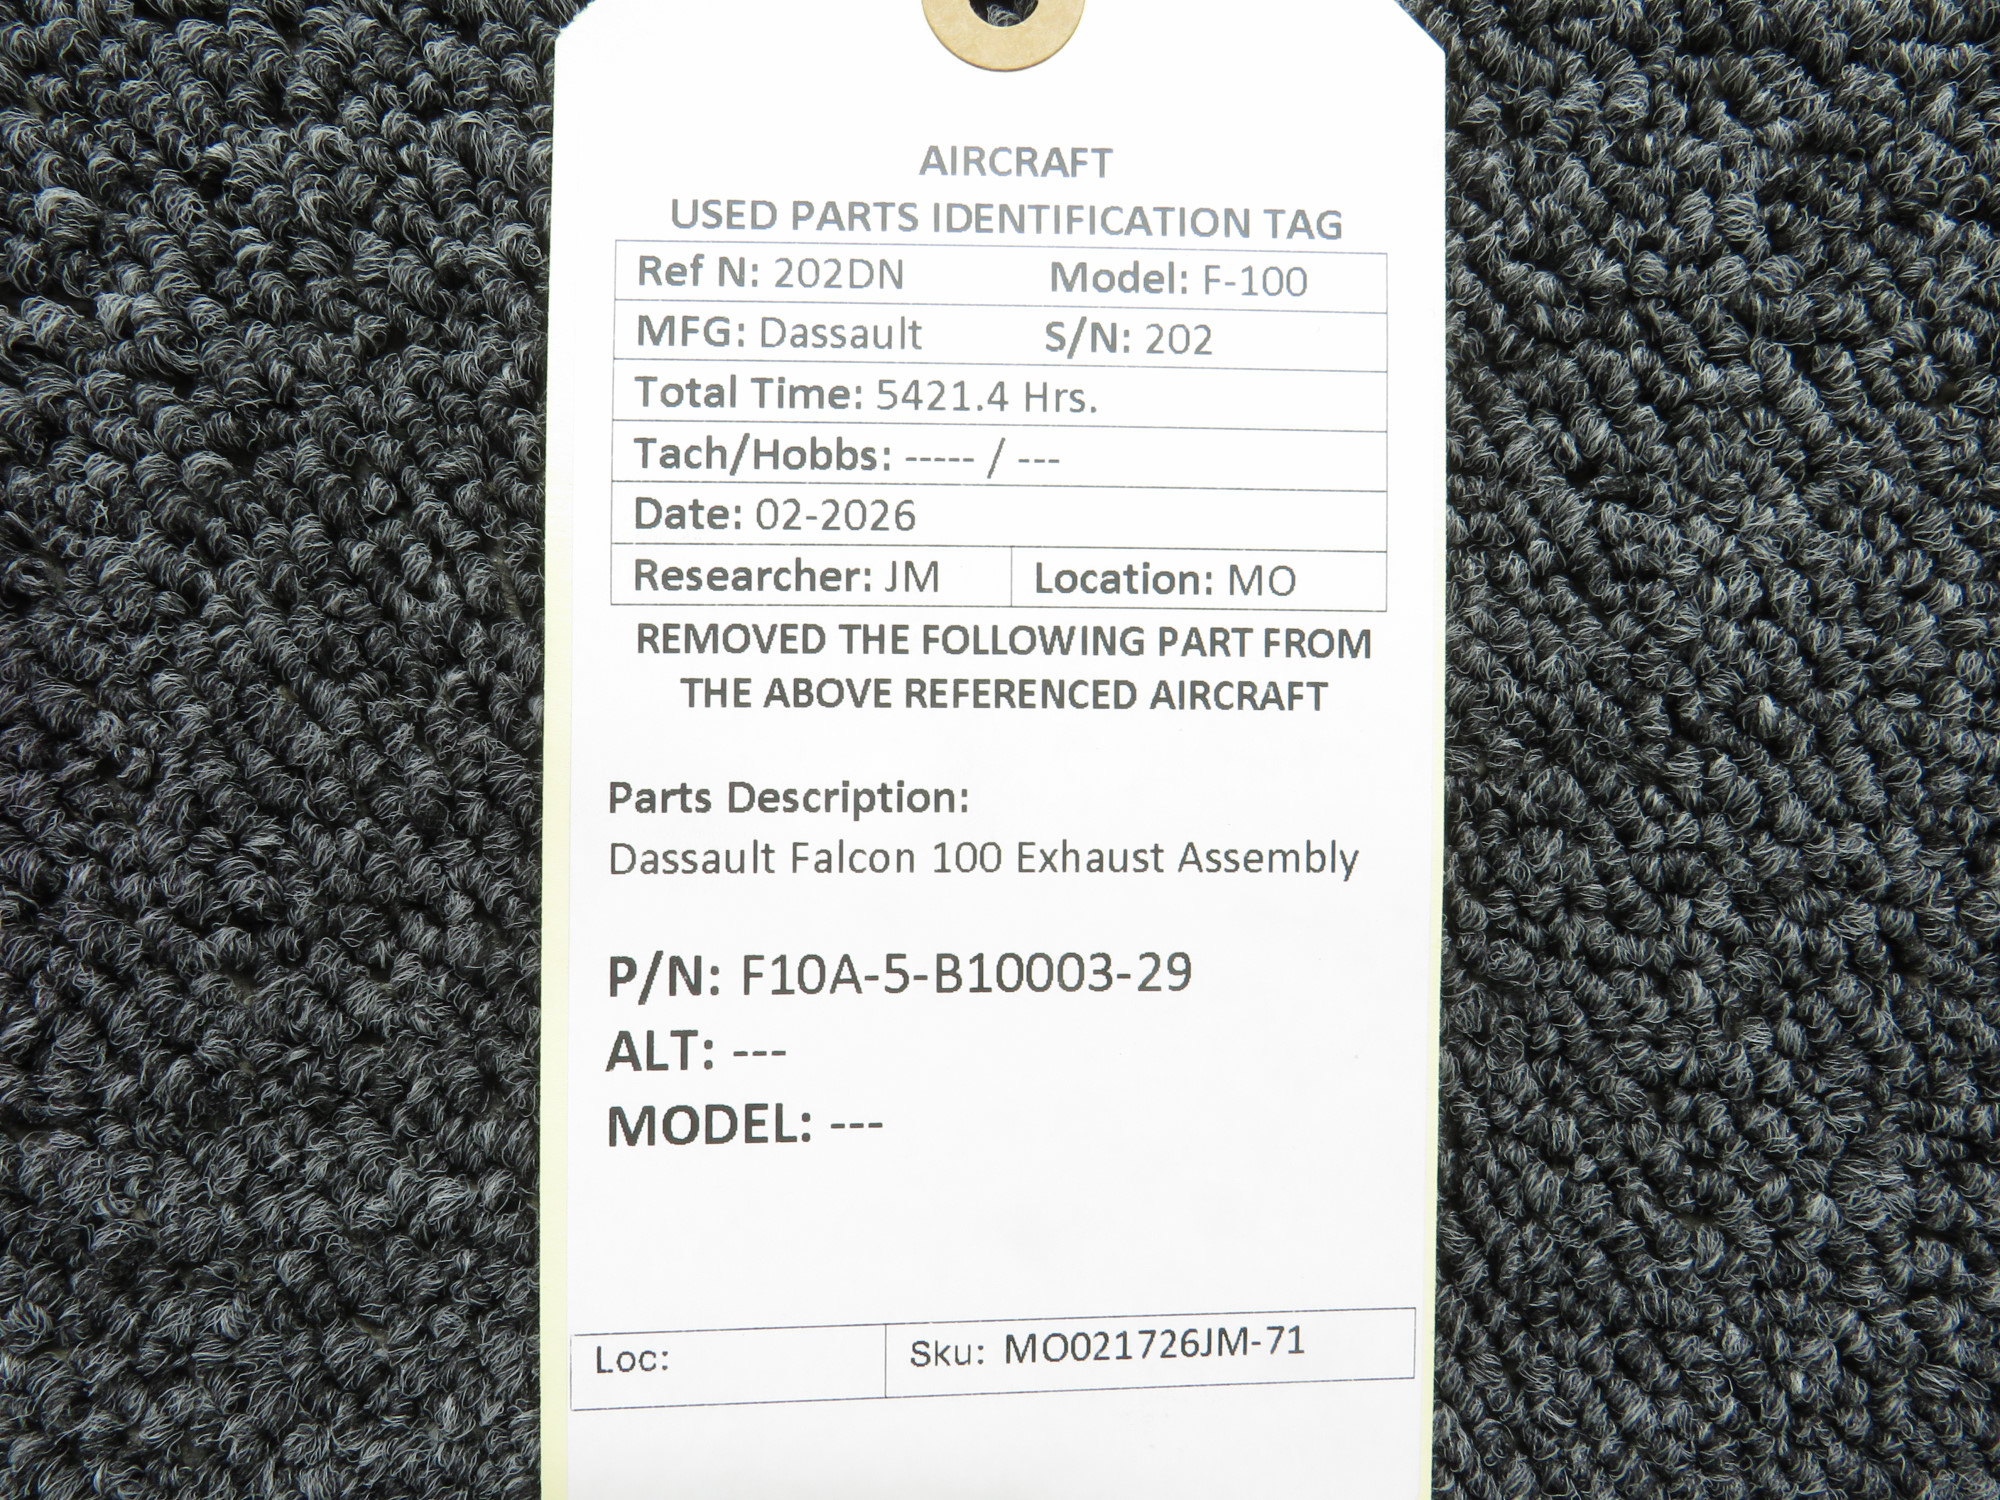 AIRCRAFT
USED PARTS IDENTIFICATION TAG
Ref N: 202DN Model: F-100
MFG: Dassault S/N: 202
Total Time: 5421.4 Hrs.
Tach/Hobbs: ----- / ---
Date: 02-2026
Researcher: JM Location: MO
REMOVED THE FOLLOWING PART FROM
THE ABOVE REFERENCED AIRCRAFT
Parts Description:
Dassault Falcon 100 Exhaust Assembly
P/N: F10A-5-B10003-29
ALT: ---
MODEL: ---
Loc: Sku: MO021726JM-71